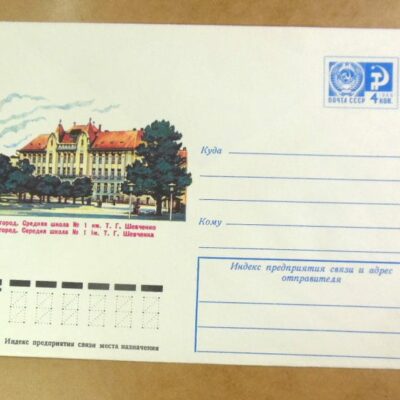 ПОЧТА СССР
4 КОП.
Куда
город. Средняя школа № 1 им. Т. Г. Шевченко
город. Середня школа № 1 ім. Т. Г. Шевченка
Кому
Индекс предприятия связи и адрес
отправителя
Индекс предприятия связи места назначения